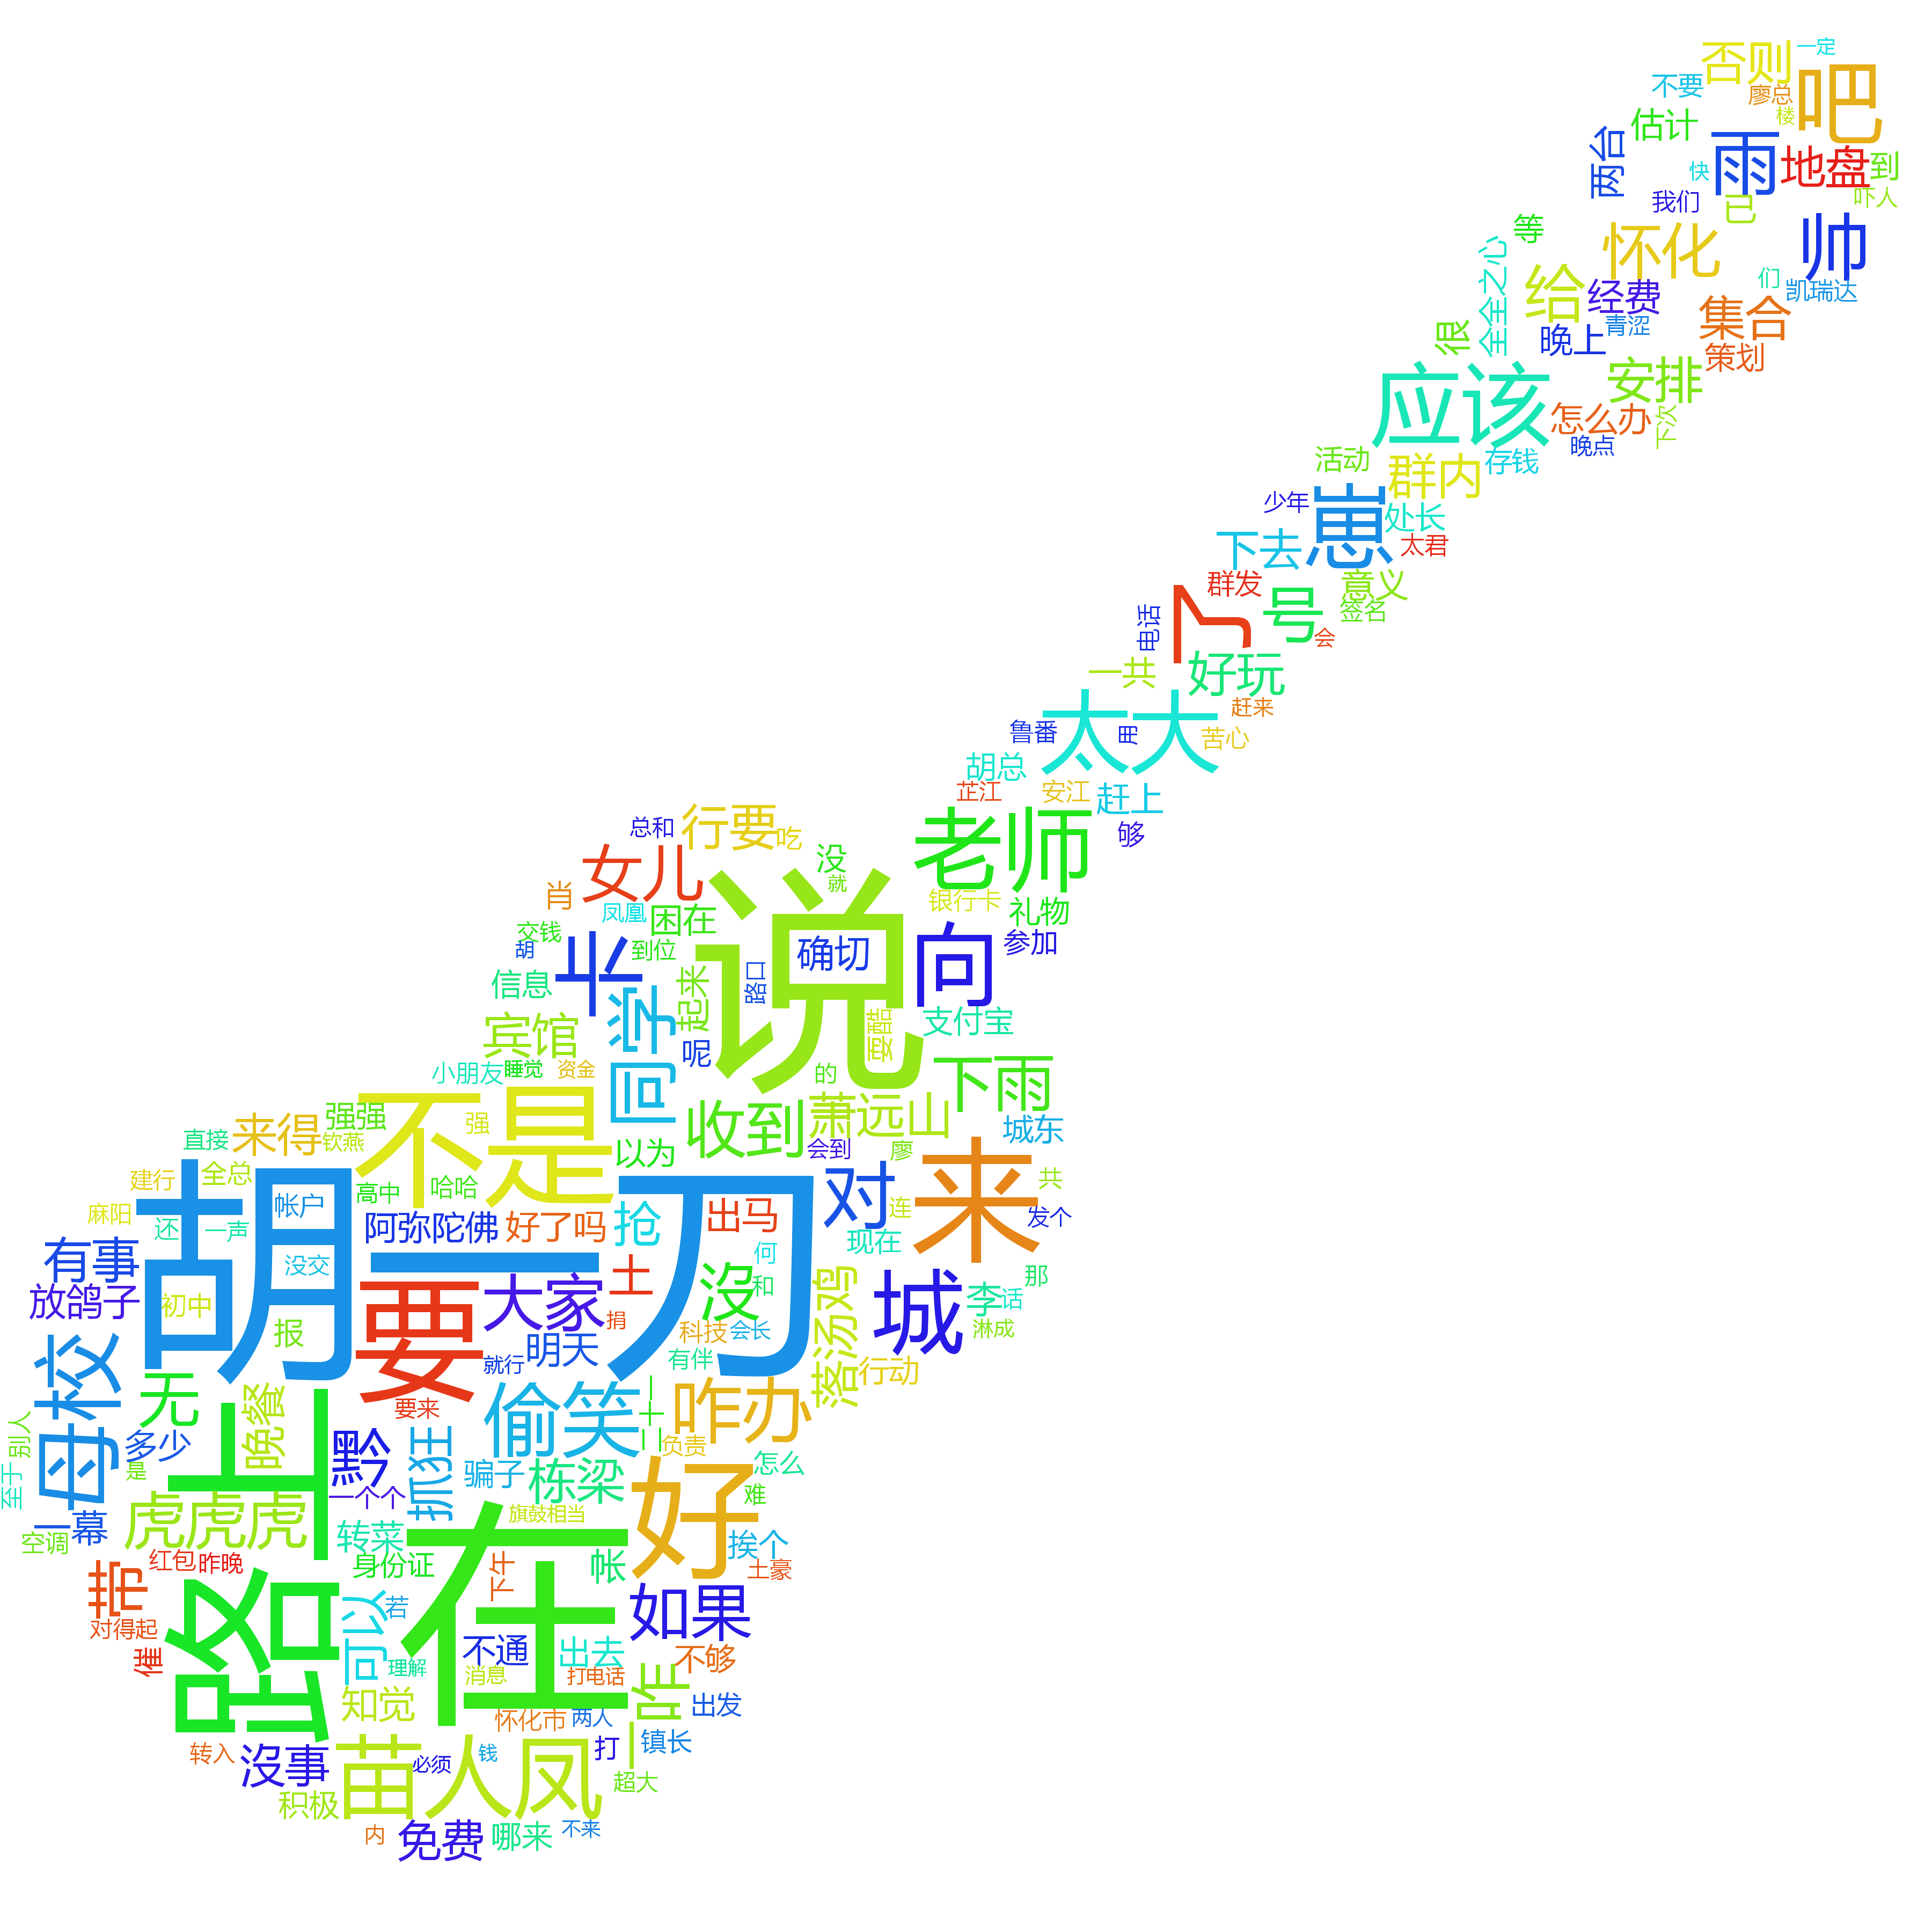 否则
一定
不要
廖总
楼
吧
估计
两台
快
雨
地盘
到
吓人
我们
已
帅
等
怀化
全全之心
们
凯瑞达
给
经费
集合
很
晚上
青涩
策划
应该
安排
怎么办
下次
晚点
活动
群内
存钱
少年
崽
处长
下去
太君
群发
意义
签名
电话
了
号
会
一共
好玩
太大
赶来
鲁番
用
苦心
胡总
芷江
安江
赶上
总和
行要
吃
够
女儿
没
就
老师
肖
凤凰
困在
说
银行卡
礼物
交钱
胡
半
到位
确切
向
参加
信息
同学
起来
路口
耍酷
支付宝
宾馆
呢
小朋友
睡觉
资金
的
下雨
不是
强强
强
收到
萧远山
来得
直接
钦燕
以为
会到
廖
城东
建行
全总
胡一刀
高中
哈哈
对
来
共
麻阳
帐户
还
一声
阿弥陀佛
好了吗
抢
出马
连
发个
有事
没交
何
现在
放鸽子
初中
要
大家
土
沒
和
落汤鸡
城
那
李
话
报
捐
科技
会长
淋成
母校
就行
明天
有伴
行动
无
晚餐
上
要来
偷笑
二十一
咋办
别人
多少
黔
抓狂
负责
怎么
至于
是
一个个
骗子
栋梁
好
难
虎虎虎
旗鼓相当
一幕
空调
转菜
在
挨个
红包
昨晚
身份证
下午
帐
土豪
带
路
可以
若
如果
对得起
催
不通
出去
不够
理解
消息
打电话
咋
知觉
怀化市
两人
出发
转入
沒事
苗人凤
必须
钱
打
一
镇长
积极
超大
内
免费
哪来
不来